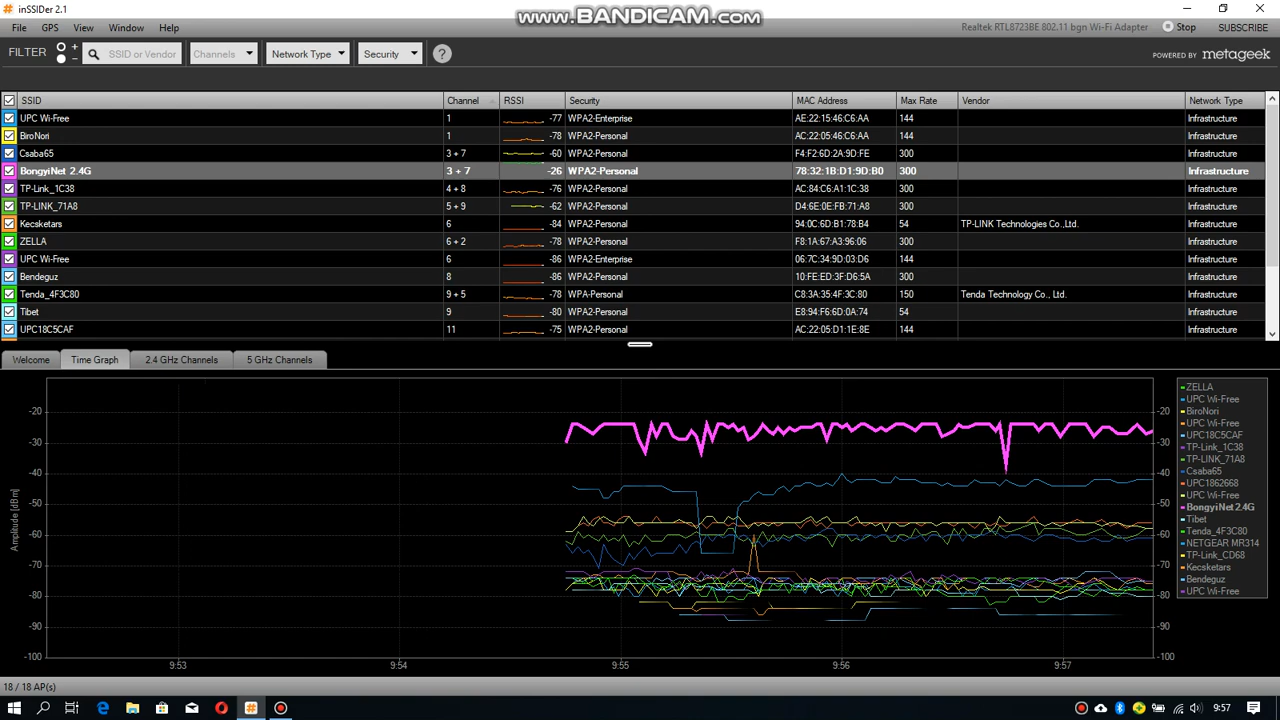 inSSIDer 2.1
www.BANDICAM.com
File GPS View Window Help
Realtek RTL8723BE 802.11 bgn Wi-Fi Adapter Stop SUBSCRIBE
FILTER + - SSID or Vendor Channels Network Type Security ? POWERED BY metageek
SSID Channel RSSI Security MAC Address Max Rate Vendor Network Type
UPC Wi-Free 1 -77 WPA2-Enterprise AE:22:15:46:C6:AA 144 Infrastructure
BiroNori 1 -78 WPA2-Personal AC:22:05:46:C6:AA 144 Infrastructure
Csaba65 3 + 7 -60 WPA2-Personal F4:F2:6D:2A:9D:FE 300 Infrastructure
BongyiNet 2.4G 3 + 7 -26 WPA2-Personal 78:32:1B:D1:9D:B0 300 Infrastructure
TP-Link_1C38 4 + 8 -76 WPA2-Personal AC:84:C6:A1:1C:38 300 Infrastructure
TP-LINK_71A8 5 + 9 -62 WPA2-Personal D4:6E:0E:FB:71:A8 300 Infrastructure
Kecsketars 6 -84 WPA2-Personal 94:0C:6D:B1:78:B4 54 TP-LINK Technologies Co.,Ltd. Infrastructure
ZELLA 6 + 2 -78 WPA2-Personal F8:1A:67:A3:96:06 300 Infrastructure
UPC Wi-Free 6 -86 WPA2-Enterprise 06:7C:34:9D:03:D6 144 Infrastructure
Bendeguz 8 -86 WPA2-Personal 10:FE:ED:3F:D6:5A 300 Infrastructure
Tenda_4F3C80 9 + 5 -78 WPA-Personal C8:3A:35:4F:3C:80 150 Tenda Technology Co., Ltd. Infrastructure
Tibet 9 -80 WPA2-Personal E8:94:F6:6D:0A:74 54 Infrastructure
UPC18C5CAF 11 -75 WPA2-Personal AC:22:05:D1:1E:8E 144 Infrastructure
Welcome Time Graph 2.4 GHz Channels 5 GHz Channels
Amplitude [dBm]
-20
-30
-40
-50
-60
-70
-80
-90
-100
9:53 9:54 9:55 9:56 9:57
-20
-30
-40
-50
-60
-70
-80
-90
-100
ZELLA
UPC Wi-Free
BiroNori
UPC Wi-Free
UPC18C5CAF
TP-Link_1C38
TP-LINK_71A8
Csaba65
UPC1862668
UPC Wi-Free
BongyiNet 2.4G
Tibet
Tenda_4F3C80
NETGEAR MR314
TP-Link_CD68
Kecsketars
Bendeguz
UPC Wi-Free
18 / 18 AP(s)
9:57